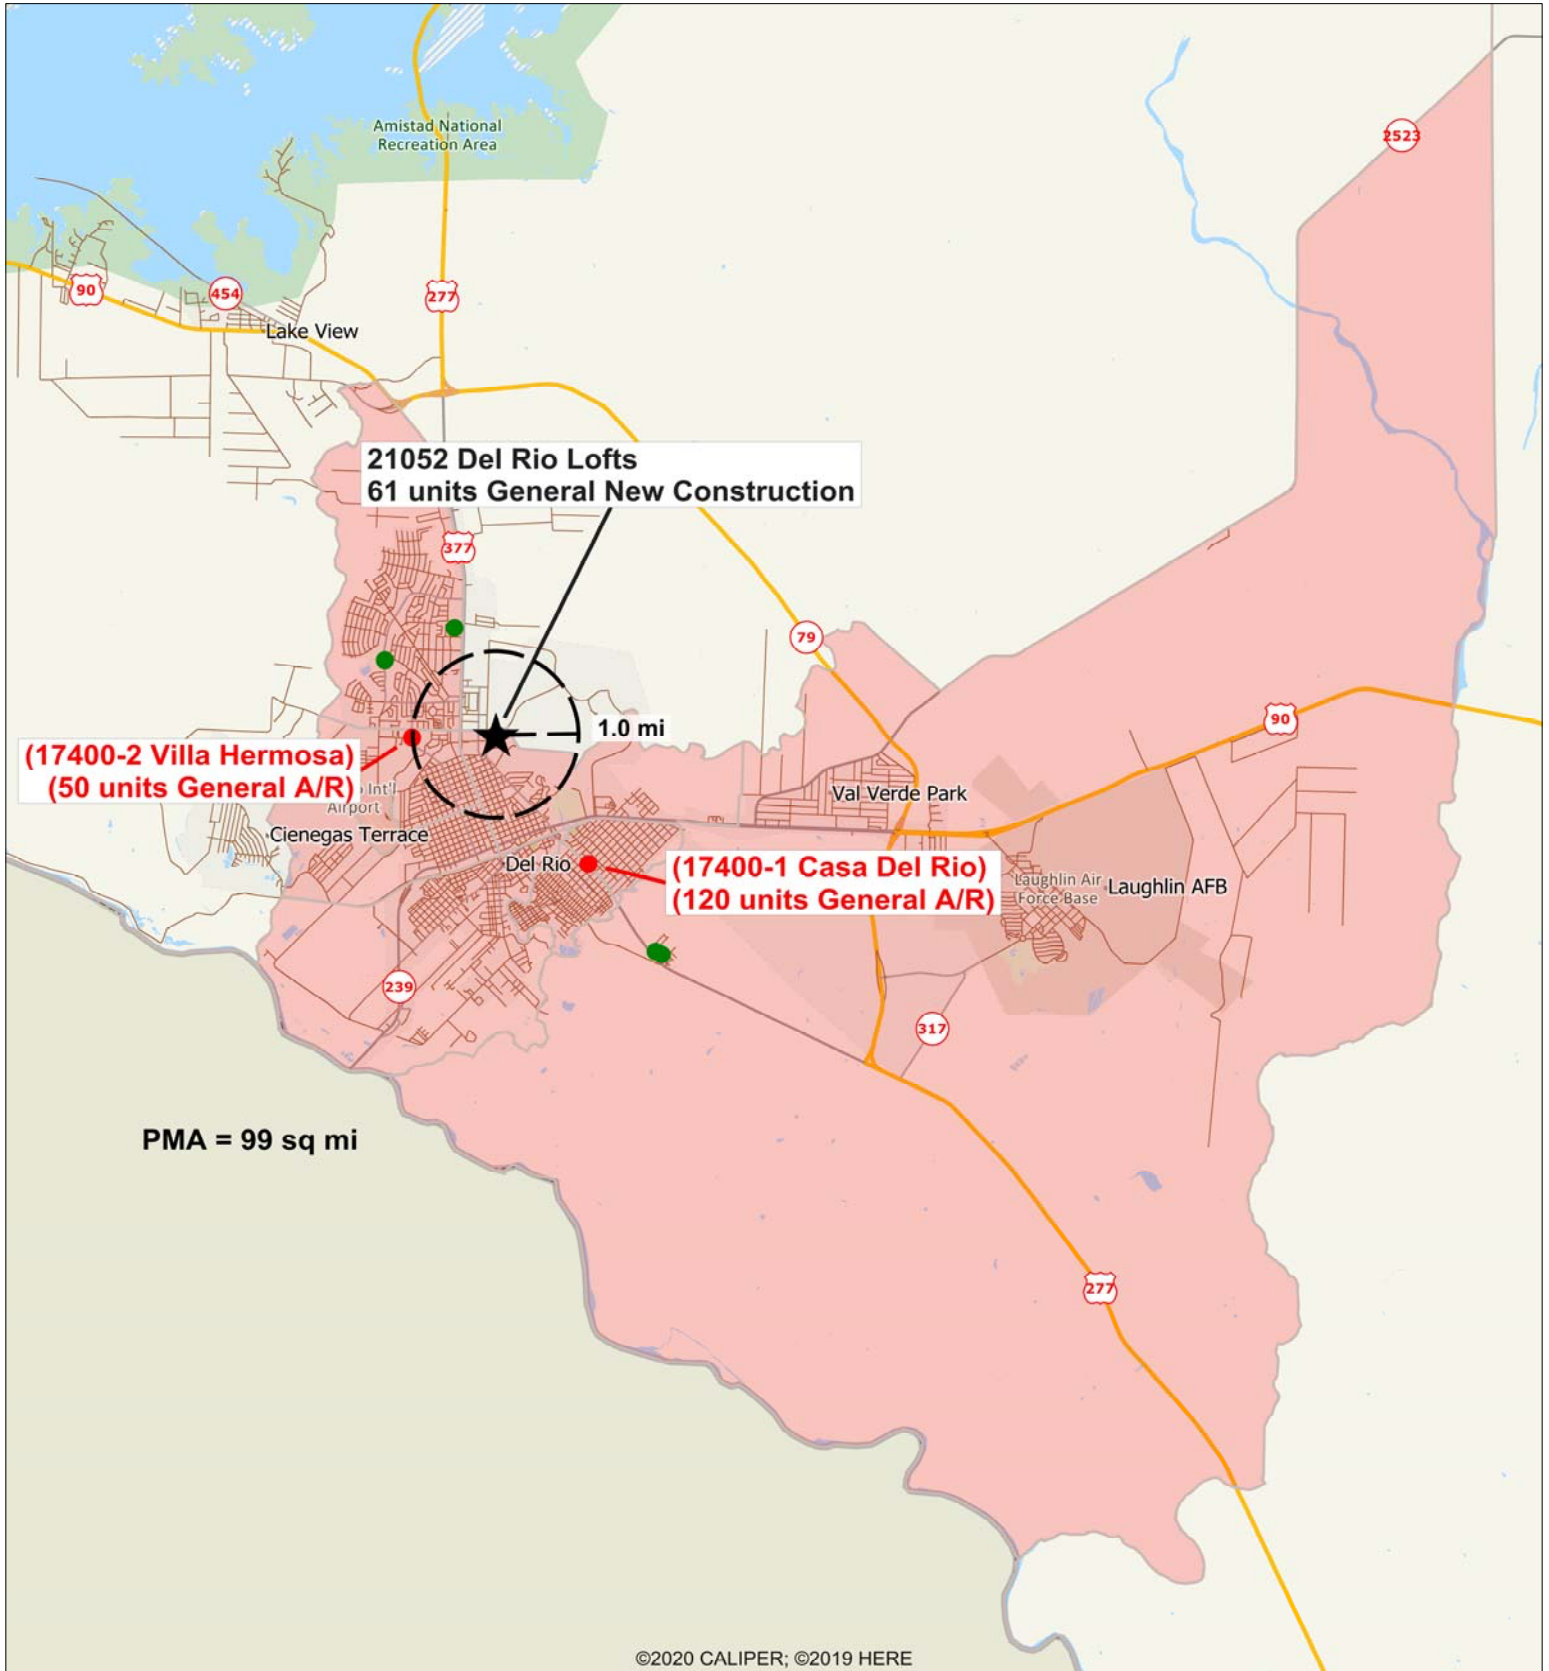 Amistad National
Recreation Area
2523
90
454
277
Lake View
21052 Del Rio Lofts
61 units General New Construction
377
79
1.0 mi
90
(17400-2 Villa Hermosa)
(50 units General A/R)
Int'l
Airport
Val Verde Park
Cienegas Terrace
Del Rio
(17400-1 Casa Del Rio)
(120 units General A/R)
Laughlin Air
Force Base
Laughlin AFB
239
317
PMA = 99 sq mi
277
©2020 CALIPER; ©2019 HERE